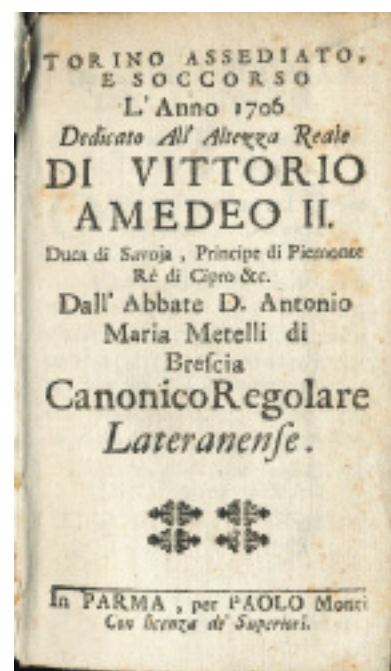 TORINO ASSEDIATO,
E SOCCORSO
L'Anno 1706
Dedicato All' Altezza Reale
DI VITTORIO
AMEDEO II.
Duca di Savoja, Principe di Piemonte
Rè di Cipro &c.
Dall' Abbate D. Antonio
Maria Metelli di
Breſcia
Canonico Regolare
Lateranenſe.
In PARMA, per PAOLO Monti
Con licenza de' Superiori.